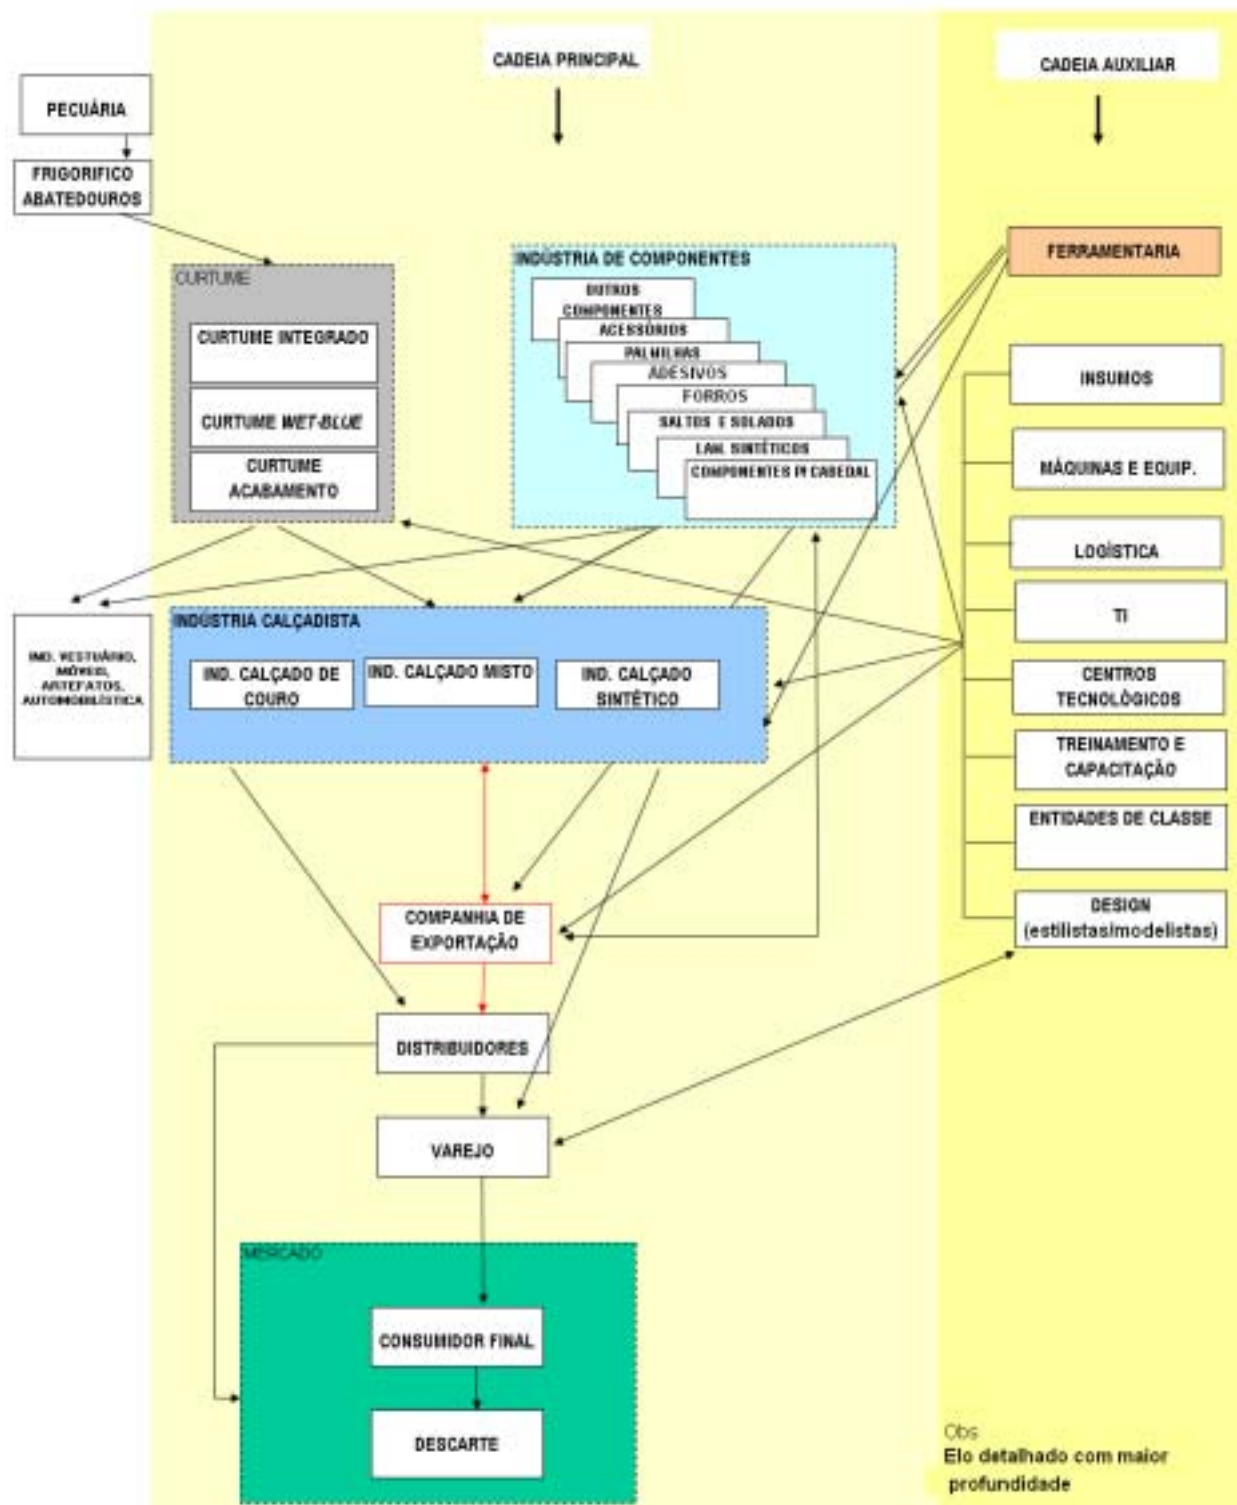 CADEIA PRINCIPAL
CADEIA AUXILIAR
PECUÁRIA
FRIGORIFICO
ABATEDOUROS
CURTUME
CURTUME INTEGRADO
CURTUME WET-BLUE
CURTUME
ACABAMENTO
INDÚSTRIA DE COMPONENTES
OUTROS
COMPONENTES
ACESSÓRIOS
PALMILHAS
ADESIVOS
FORROS
SALTOS E SOLADOS
LAM. SINTÉTICOS
COMPONENTES P/ CABEDAL
FERRAMENTARIA
INSUMOS
MÁQUINAS E EQUIP.
LOGÍSTICA
TI
CENTROS
TECNOLÓGICOS
TREINAMENTO E
CAPACITAÇÃO
ENTIDADES DE CLASSE
DESIGN
(estilistas/modelistas)
IND. VESTUÁRIO,
MÓVEIS,
ARTEFATOS,
AUTOMOBILÍSTICA
INDÚSTRIA CALÇADISTA
IND. CALÇADO DE
COURO
IND. CALÇADO MISTO
IND. CALÇADO
SINTÉTICO
COMPANHIA DE
EXPORTAÇÃO
DISTRIBUIDORES
VAREJO
MERCADO
CONSUMIDOR FINAL
DESCARTE
Obs
Elo detalhado com maior
profundidade